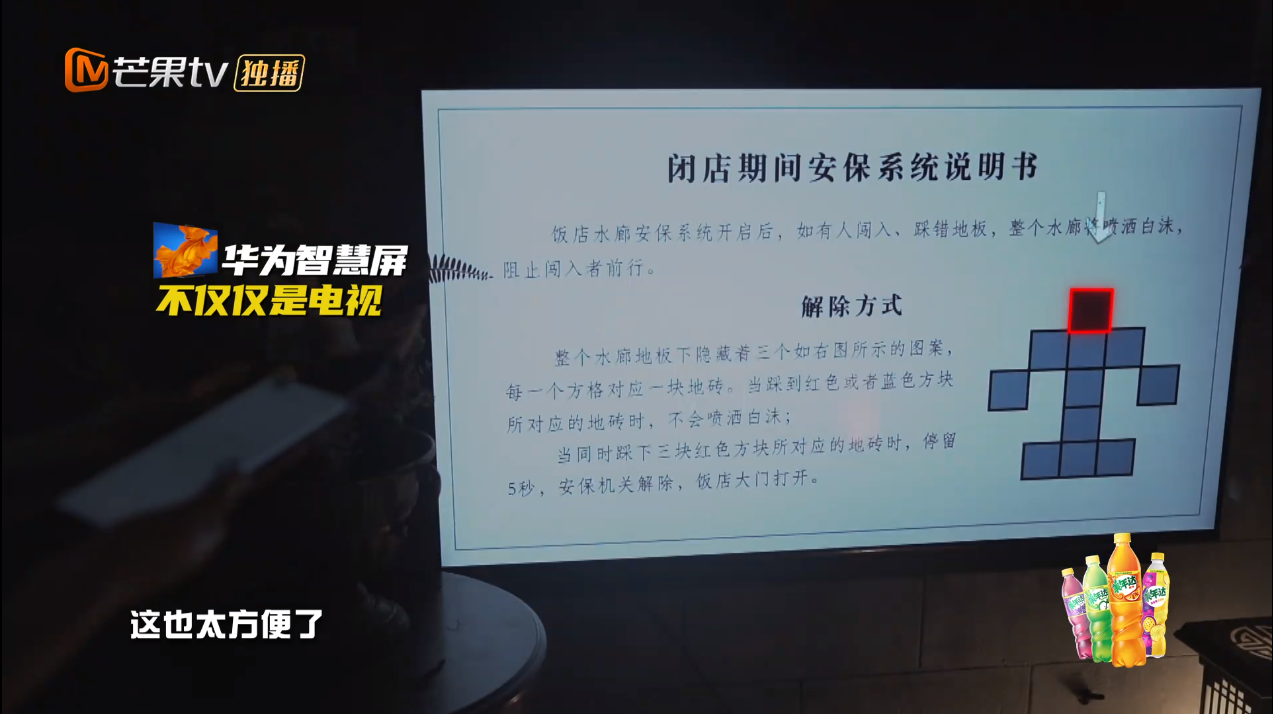 芒果tv 独播
闭店期间安保系统说明书
饭店水廊安保系统开启后，如有人闯入、踩错地板，整个水廊将喷洒白沫，
阻止闯入者前行。
华为智慧屏
不仅仅是电视
解除方式
整个水廊地板下隐藏着三个如右图所示的图案，
每一个方格对应一块地砖。当踩到红色或者蓝色方块
所对应的地砖时，不会喷洒白沫；
当同时踩下三块红色方块所对应的地砖时，停留
5秒，安保机关解除，饭店大门打开。
这也太方便了
美年达